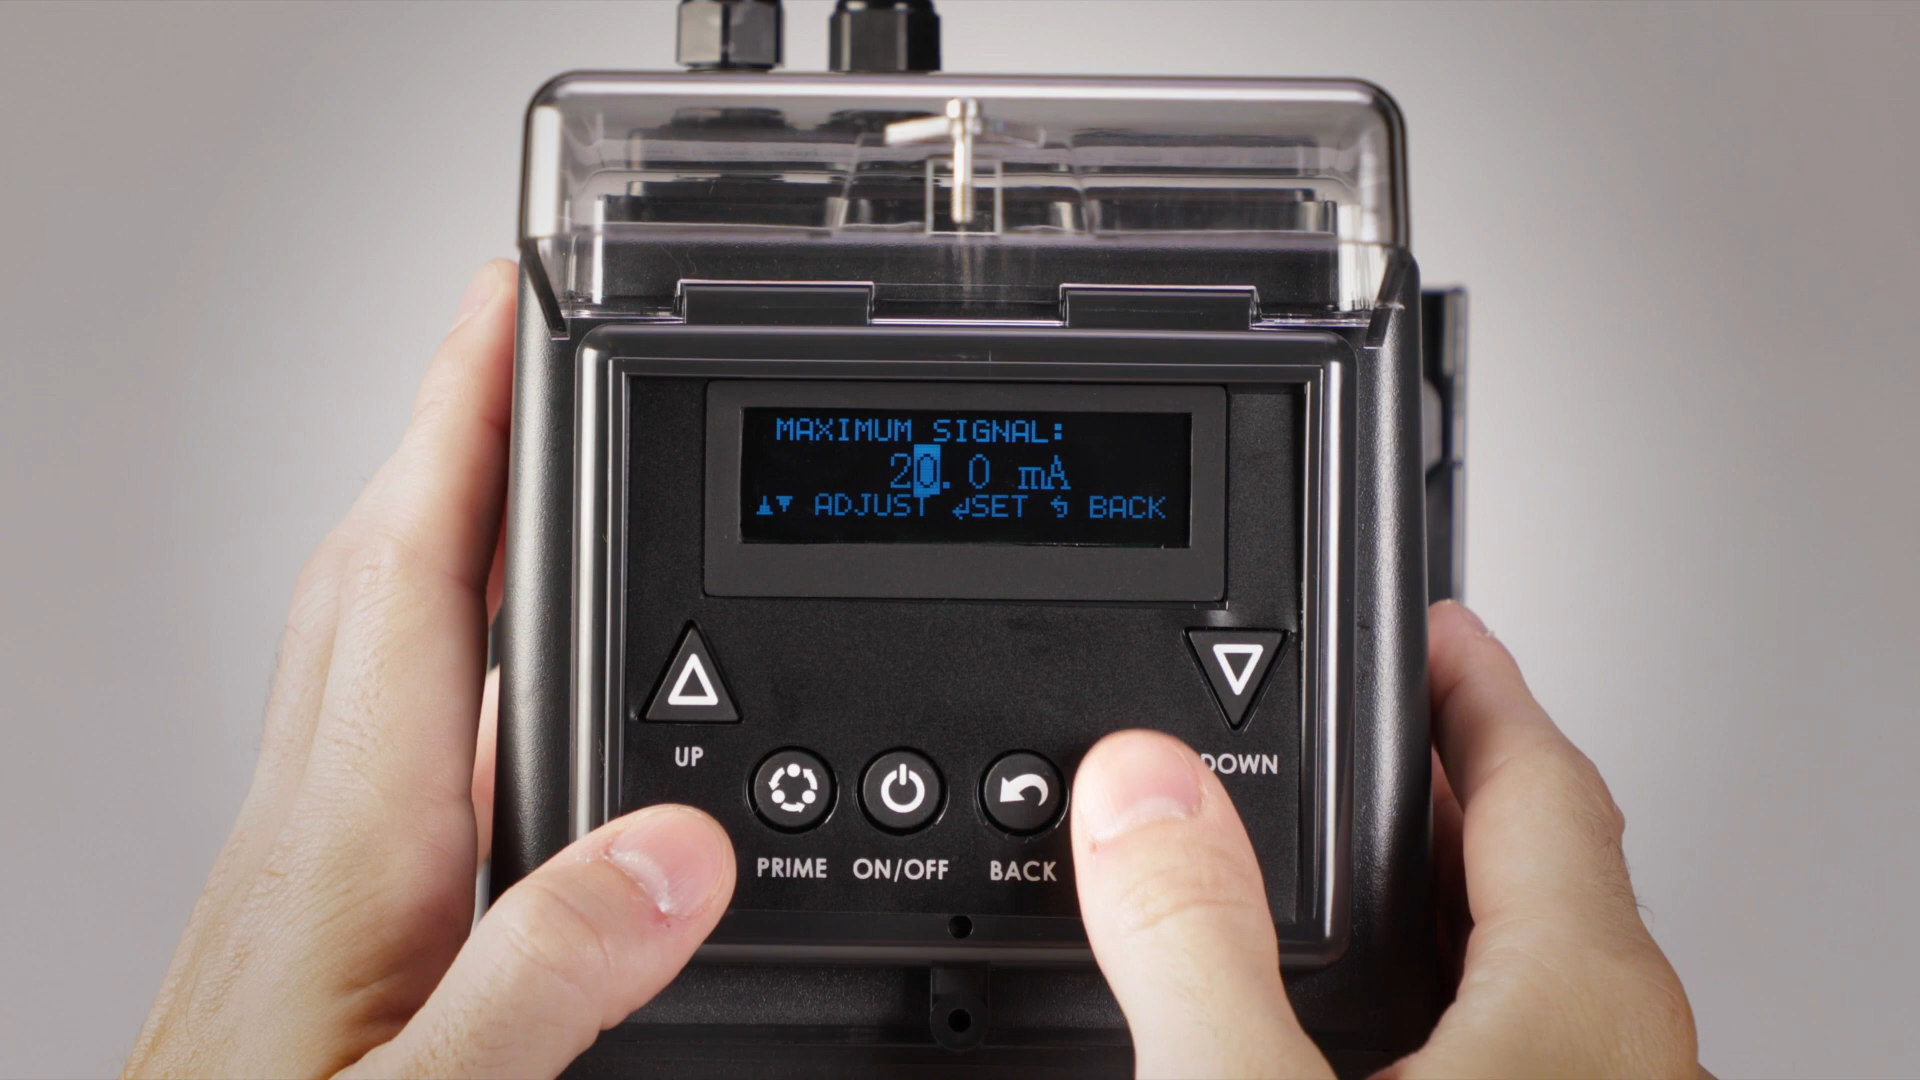 MAXIMUM SIGNAL:
20.0 mA
▲▼ ADJUST ↲SET ↰ BACK
UP
DOWN
PRIME
ON/OFF
BACK